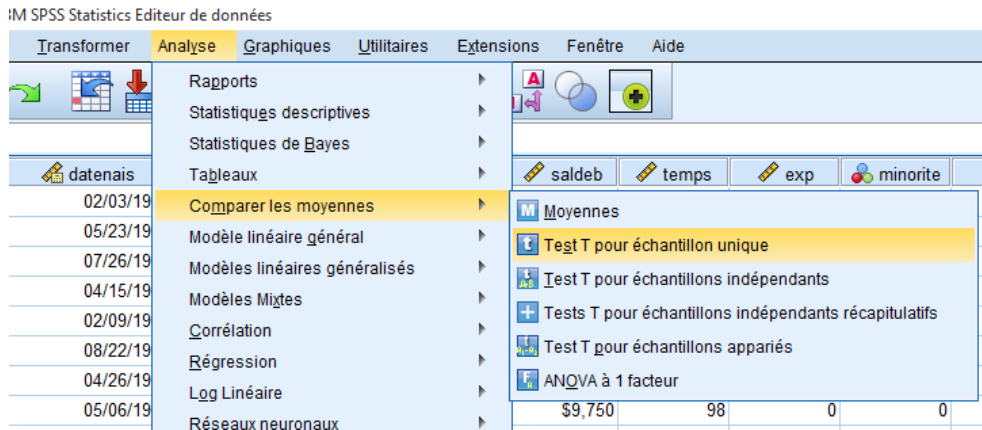 IBM SPSS Statistics Editeur de données
Transformer Analyse Graphiques Utilitaires Extensions Fenêtre Aide
A
datenais saldeb temps exp minorite
02/03/19
05/23/19
07/26/19
04/15/19
02/09/19
08/22/19
04/26/19
05/06/19 $9,750 98 0 0
Rapports
Statistiques descriptives
Statistiques de Bayes
Tableaux
Comparer les moyennes
Modèle linéaire général
Modèles linéaires généralisés
Modèles Mixtes
Corrélation
Régression
Log Linéaire
Réseaux neuronaux
M Moyennes
t Test T pour échantillon unique
Test T pour échantillons indépendants
Tests T pour échantillons indépendants récapitulatifs
Test T pour échantillons appariés
ANOVA à 1 facteur